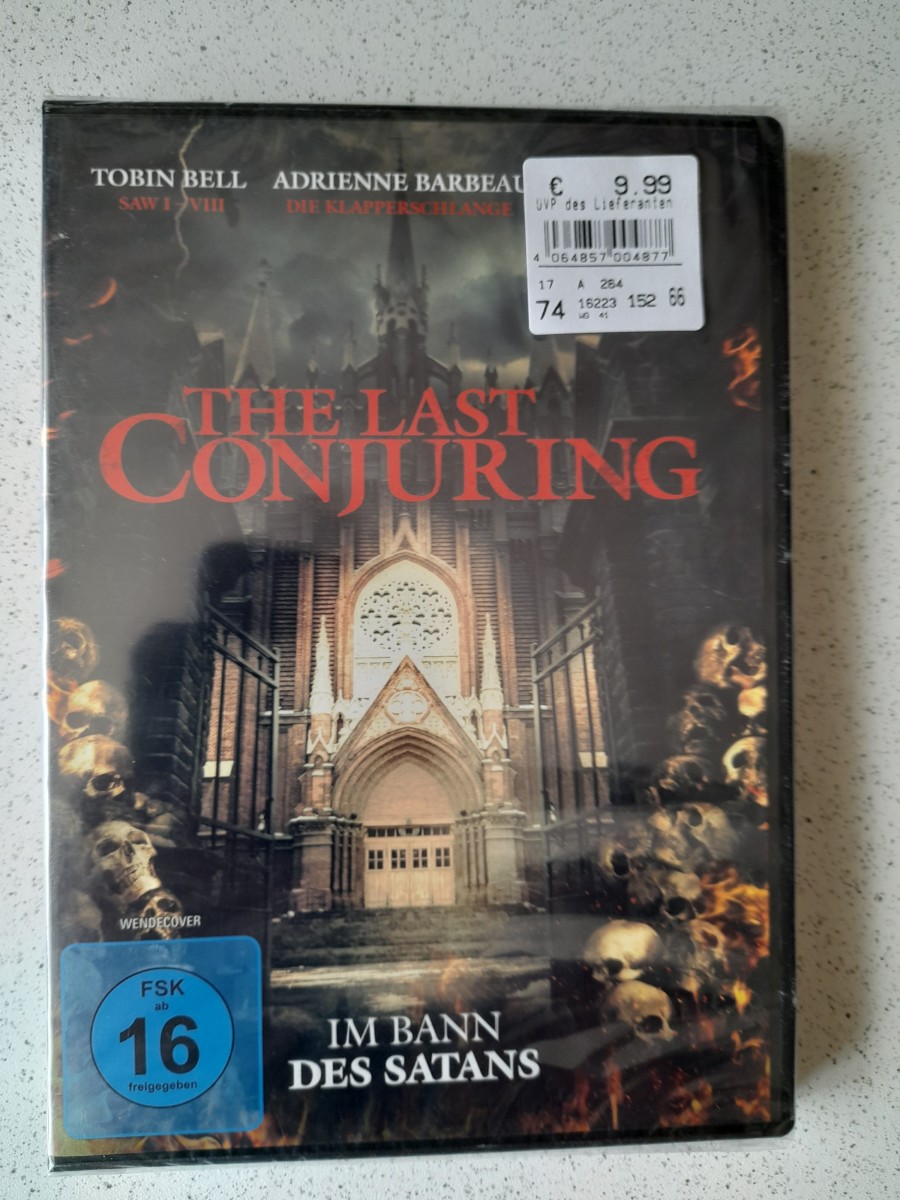 TOBIN BELL
SAW I - VIII
ADRIENNE BARBEAU
DIE KLAPPERSCHLANGE
€ 9.99
UVP des Lieferanten
4 064857 004877
17 A 264
74 16223 152 66
WG 41
THE LAST
CONJURING
WENDECOVER
FSK
ab
16
freigegeben
IM BANN
DES SATANS